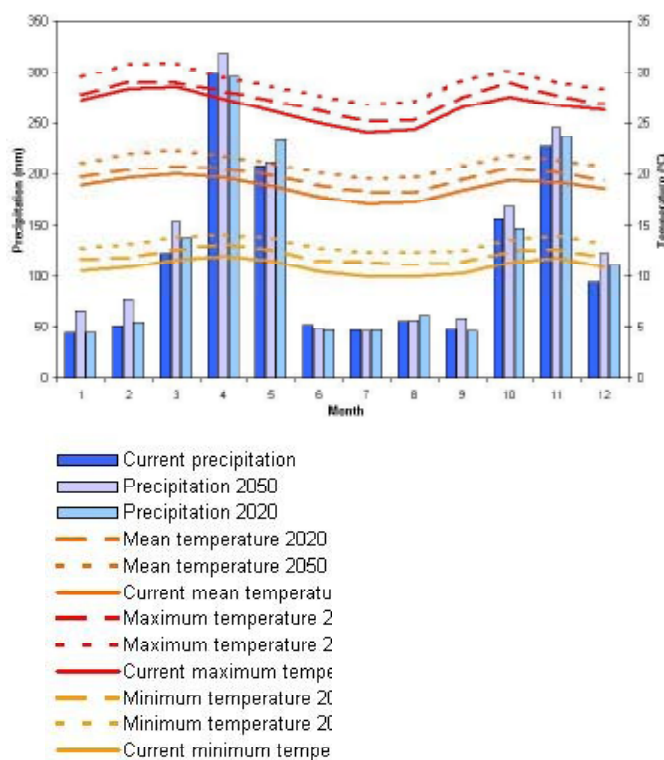 350
300
250
200
150
100
50
0
Precipitation (mm)
35
30
25
20
15
10
5
0
Temperature (°C)
1 2 3 4 5 6 7 8 9 10 11 12
Month
Current precipitation
Precipitation 2050
Precipitation 2020
Mean temperature 2020
Mean temperature 2050
Current mean temperatu
Maximum temperature 2
Maximum temperature 2
Current maximum tempe
Minimum temperature 20
Minimum temperature 20
Current minimum tempe